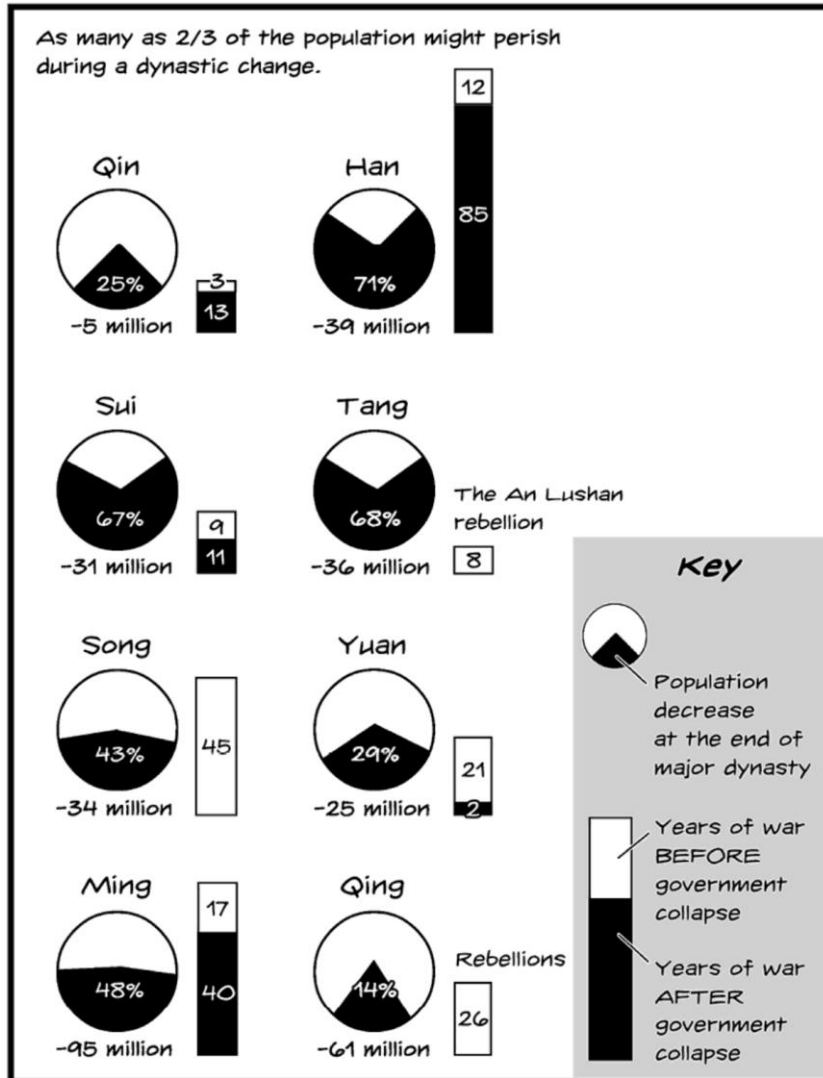 As many as 2/3 of the population might perish
during a dynastic change.
Qin
25%
-5 million
3
13
Han
71%
-39 million
12
85
Sui
67%
-31 million
9
11
Tang
68%
-36 million
The An Lushan
rebellion
8
Song
43%
-34 million
45
Yuan
29%
-25 million
21
2
Ming
48%
-95 million
17
40
Qing
14%
-61 million
Rebellions
26
Key
Population
decrease
at the end of
major dynasty
Years of war
BEFORE
government
collapse
Years of war
AFTER
government
collapse